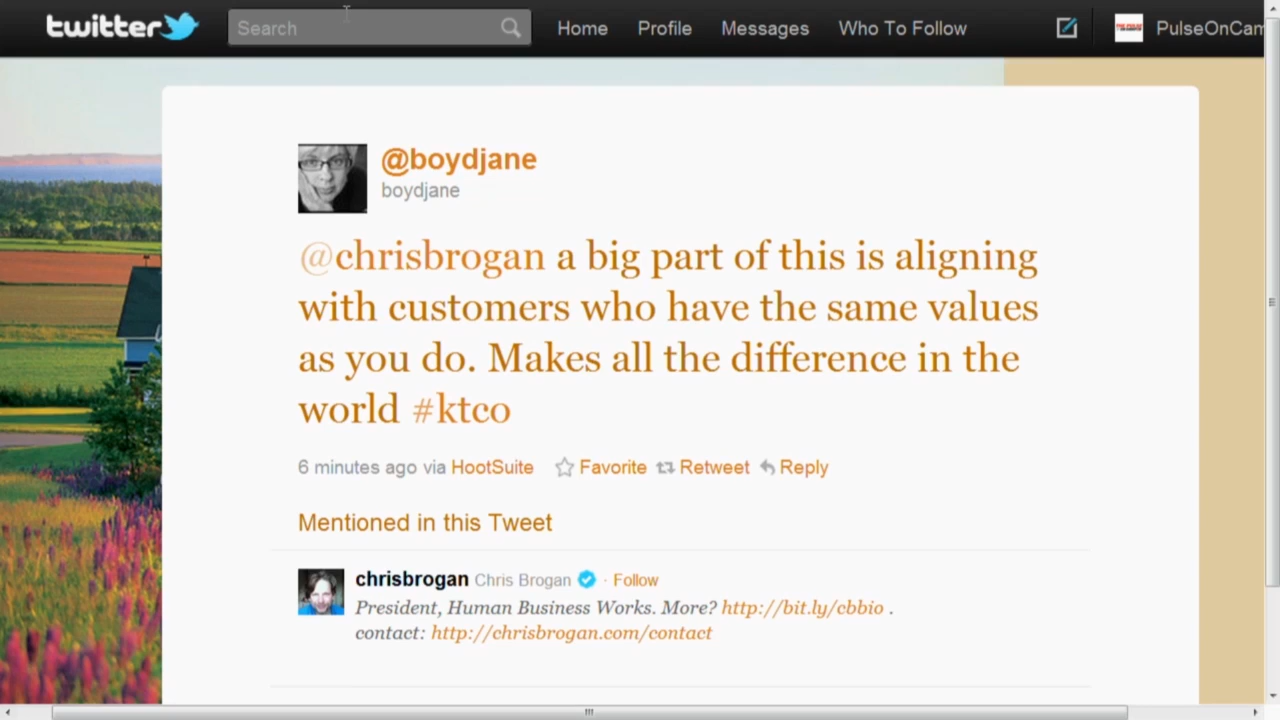 twitter Search Home Profile Messages Who To Follow PulseOnCam
@boydjane
boydjane
@chrisbrogan a big part of this is aligning
with customers who have the same values
as you do. Makes all the difference in the
world #ktco
6 minutes ago via HootSuite Favorite Retweet Reply
Mentioned in this Tweet
chrisbrogan Chris Brogan · Follow
President, Human Business Works. More? http://bit.ly/cbbio .
contact: http://chrisbrogan.com/contact